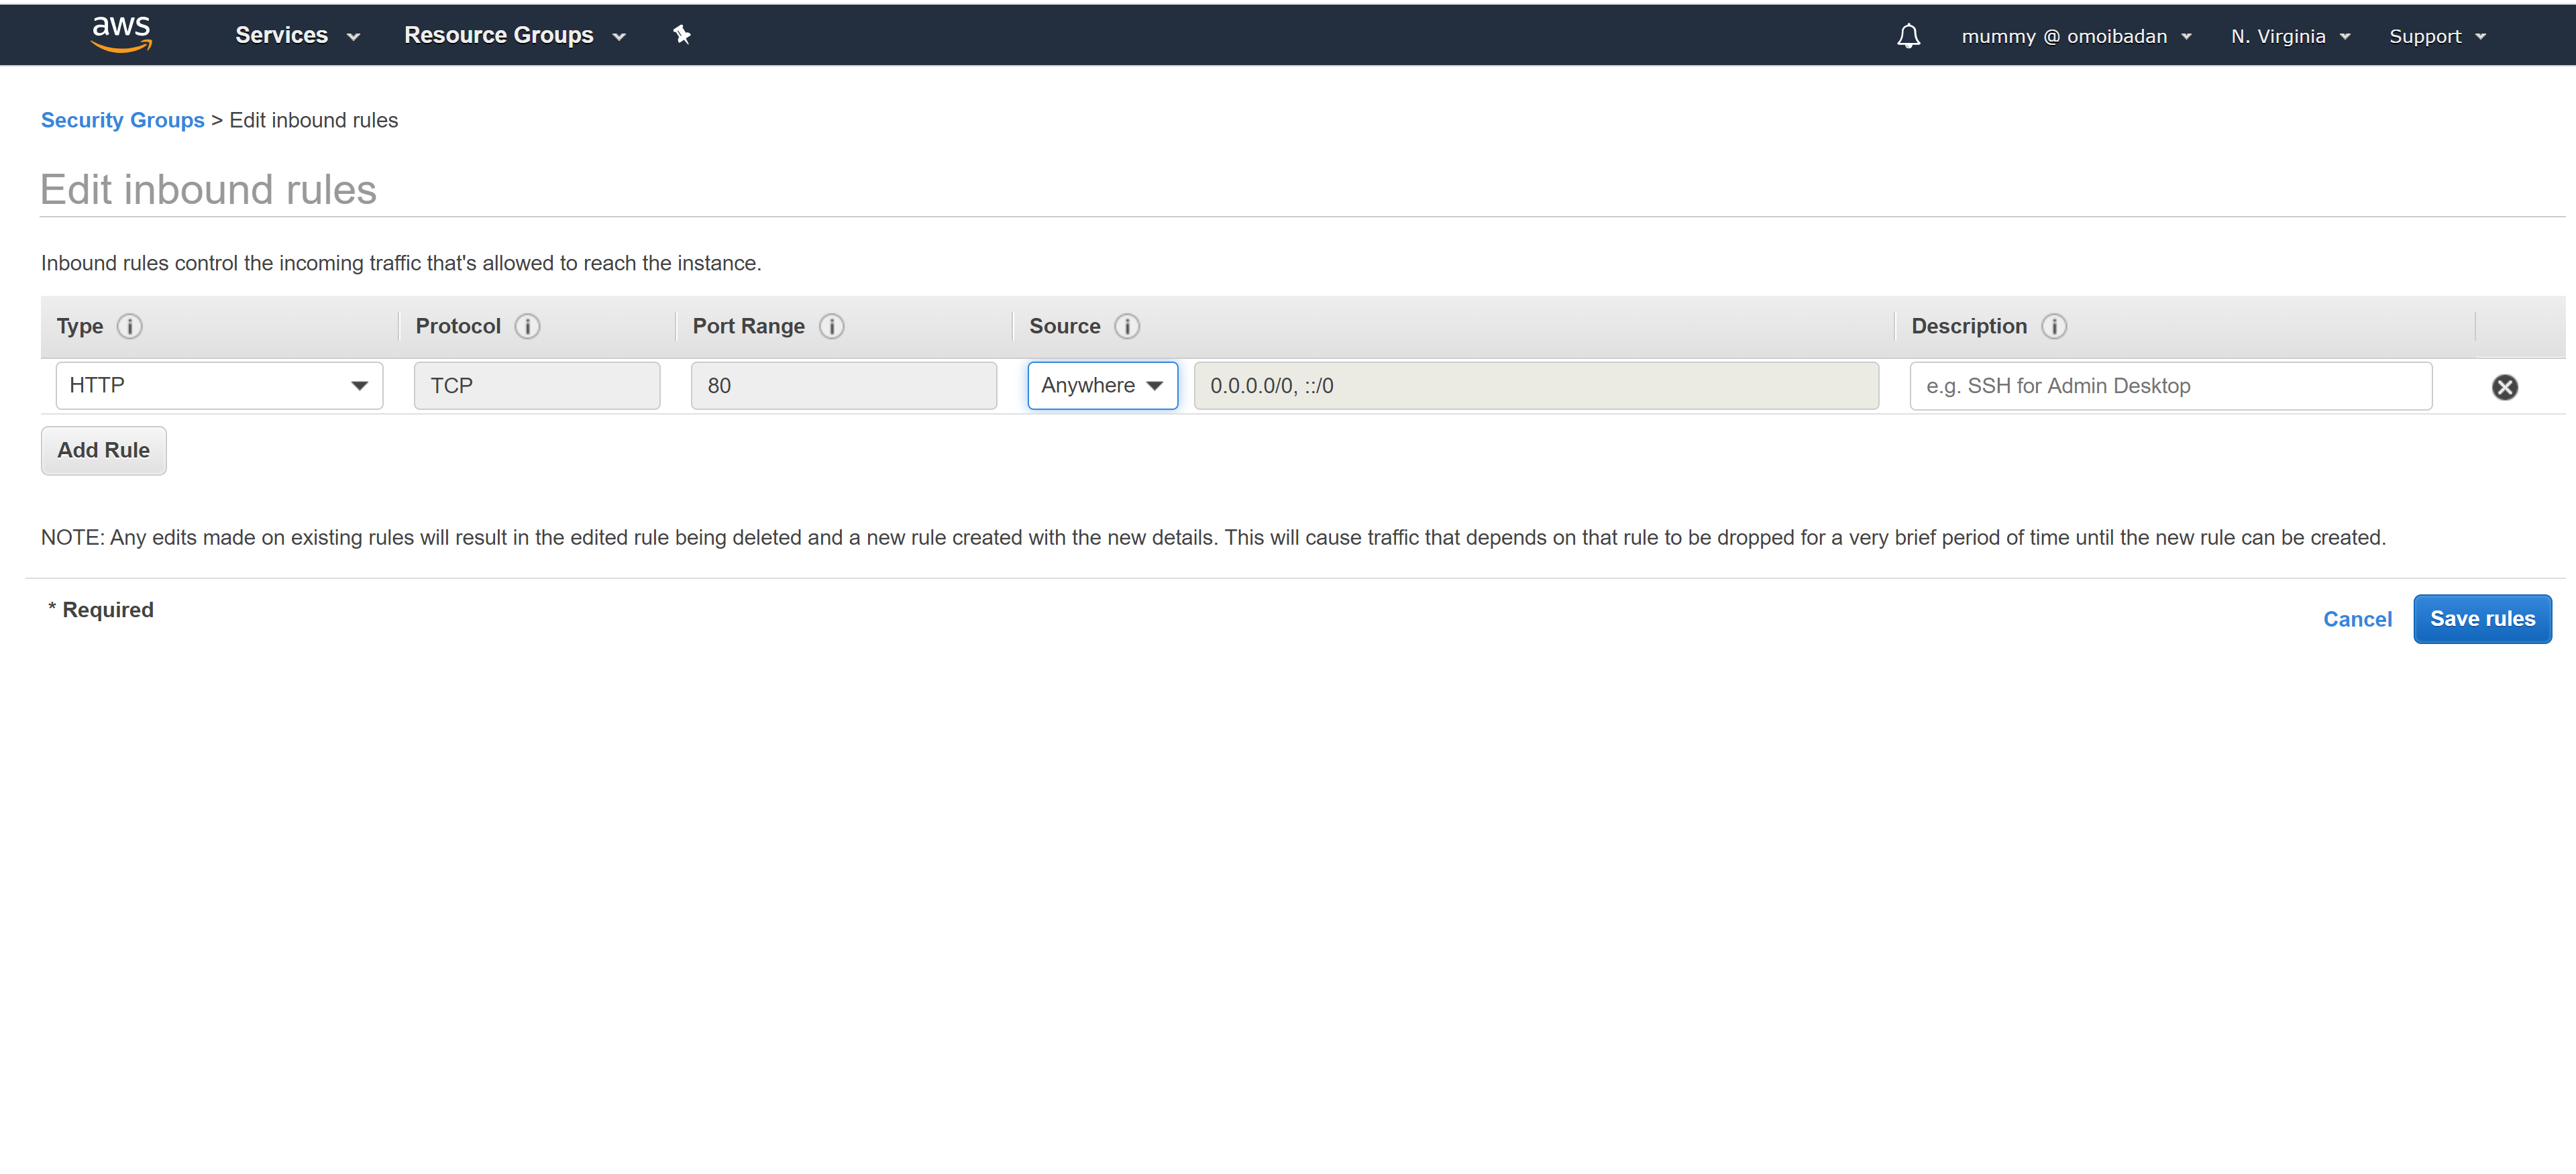 aws Services Resource Groups mummy @ omoibadan N. Virginia Support
Security Groups > Edit inbound rules
Edit inbound rules
Inbound rules control the incoming traffic that's allowed to reach the instance.
Type i Protocol i Port Range i Source i Description i
HTTP TCP 80 Anywhere 0.0.0.0/0, ::/0 e.g. SSH for Admin Desktop
Add Rule
NOTE: Any edits made on existing rules will result in the edited rule being deleted and a new rule created with the new details. This will cause traffic that depends on that rule to be dropped for a very brief period of time until the new rule can be created.
* Required
Cancel Save rules